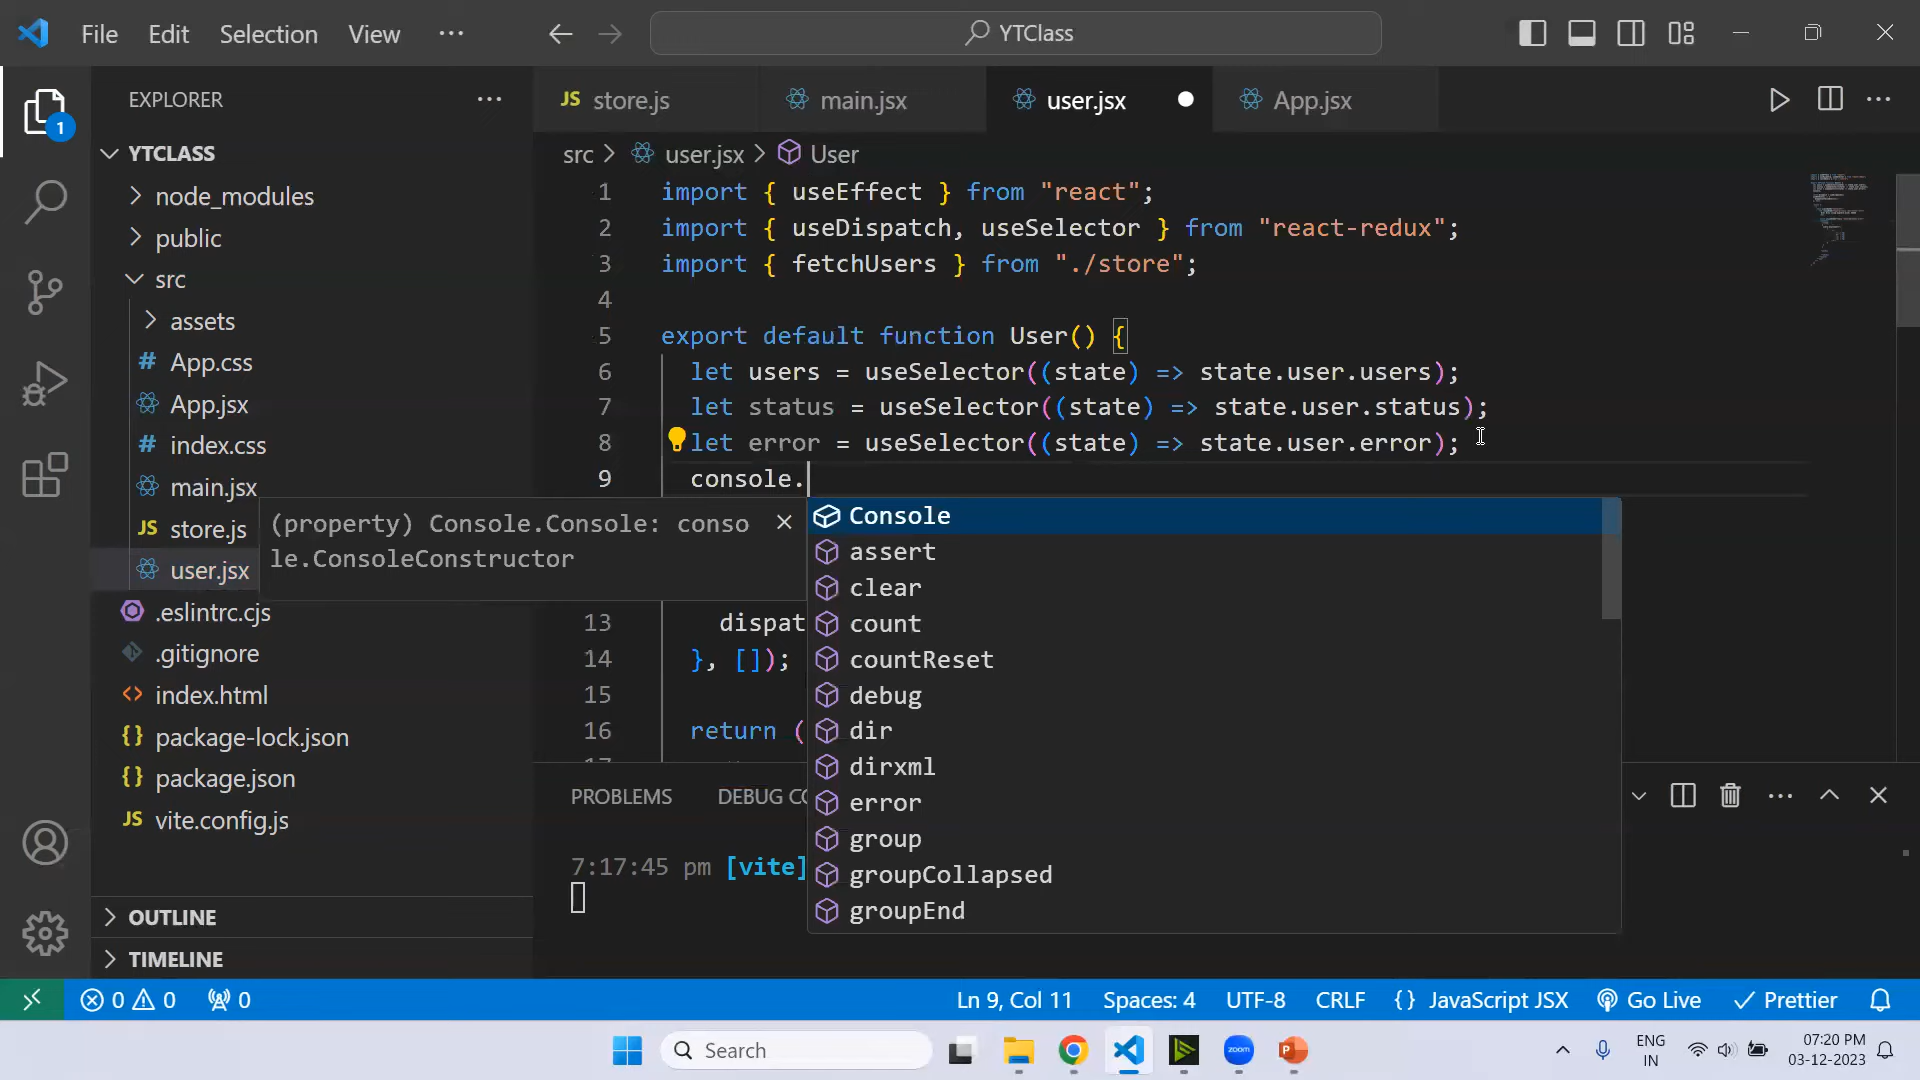 File Edit Selection View ··· YTClass
EXPLORER ···
JS store.js
main.jsx
user.jsx
App.jsx
src > user.jsx > User
YTCLASS
node_modules
public
src
assets
# App.css
App.jsx
# index.css
main.jsx
JS store.js
user.jsx
.eslintrc.cjs
.gitignore
<> index.html
{} package-lock.json
{} package.json
JS vite.config.js
OUTLINE
TIMELINE
1
1 import { useEffect } from "react";
2 import { useDispatch, useSelector } from "react-redux";
3 import { fetchUsers } from "./store";
4
5 export default function User() {
6 let users = useSelector((state) => state.user.users);
7 let status = useSelector((state) => state.user.status);
8 let error = useSelector((state) => state.user.error);
9 console.
(property) Console.Console: conso
le.ConsoleConstructor
Console
assert
clear
count
countReset
debug
dir
dirxml
error
group
groupCollapsed
groupEnd
13 dispat
14 }, []);
15
16 return (
PROBLEMS DEBUG CO
7:17:45 pm [vite]
0 0 0 Ln 9, Col 11 Spaces: 4 UTF-8 CRLF {} JavaScript JSX Go Live Prettier
Search
zoom
ENG
IN
07:20 PM
03-12-2023